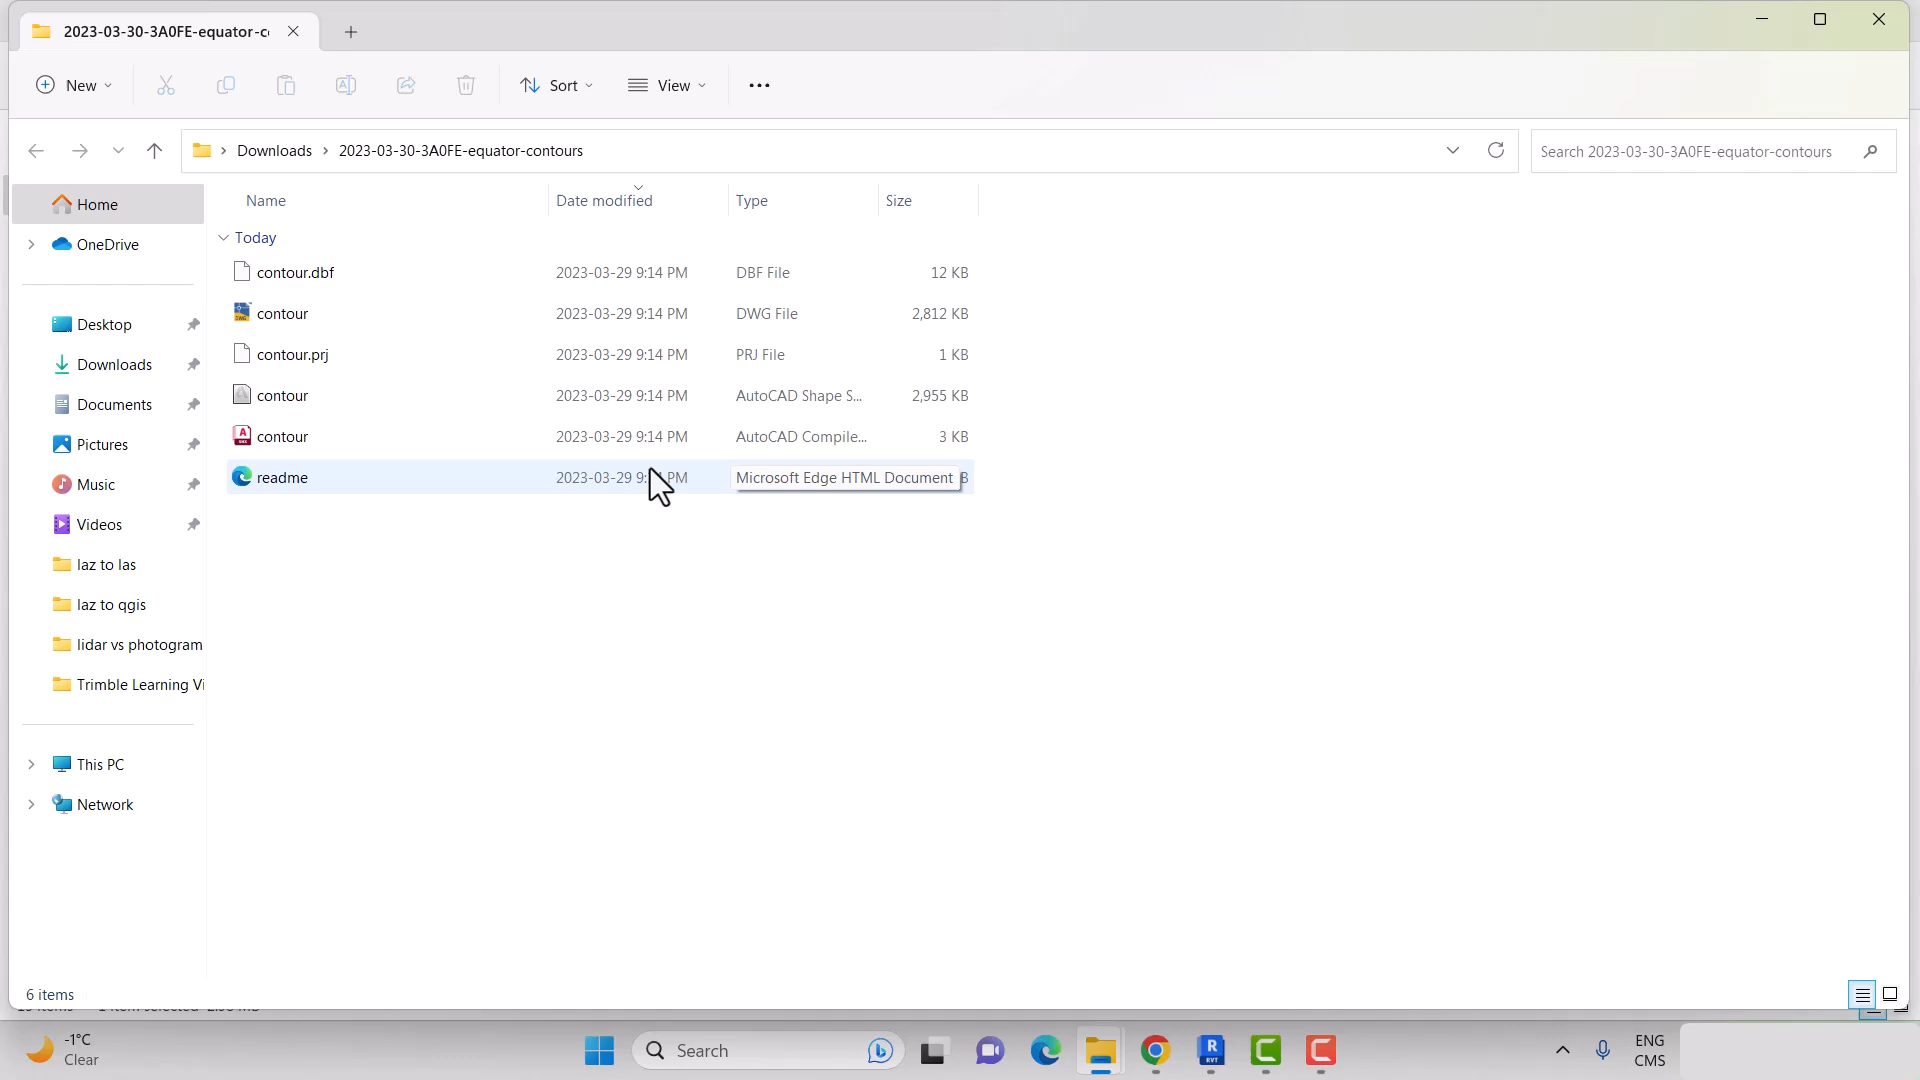 2023-03-30-3A0FE-equator-co
New
Sort
View
Downloads
2023-03-30-3A0FE-equator-contours
Search 2023-03-30-3A0FE-equator-contours
Home
OneDrive
Desktop
Downloads
Documents
Pictures
Music
Videos
laz to las
laz to qgis
lidar vs photogram
Trimble Learning Vi
This PC
Network
Name Date modified Type Size
Today
contour.dbf 2023-03-29 9:14 PM DBF File 12 KB
contour 2023-03-29 9:14 PM DWG File 2,812 KB
contour.prj 2023-03-29 9:14 PM PRJ File 1 KB
contour 2023-03-29 9:14 PM AutoCAD Shape S... 2,955 KB
contour 2023-03-29 9:14 PM AutoCAD Compile... 3 KB
readme 2023-03-29 PM Microsoft Edge HTML Document
6 items
-1°C
Clear
Search
ENG
CMS